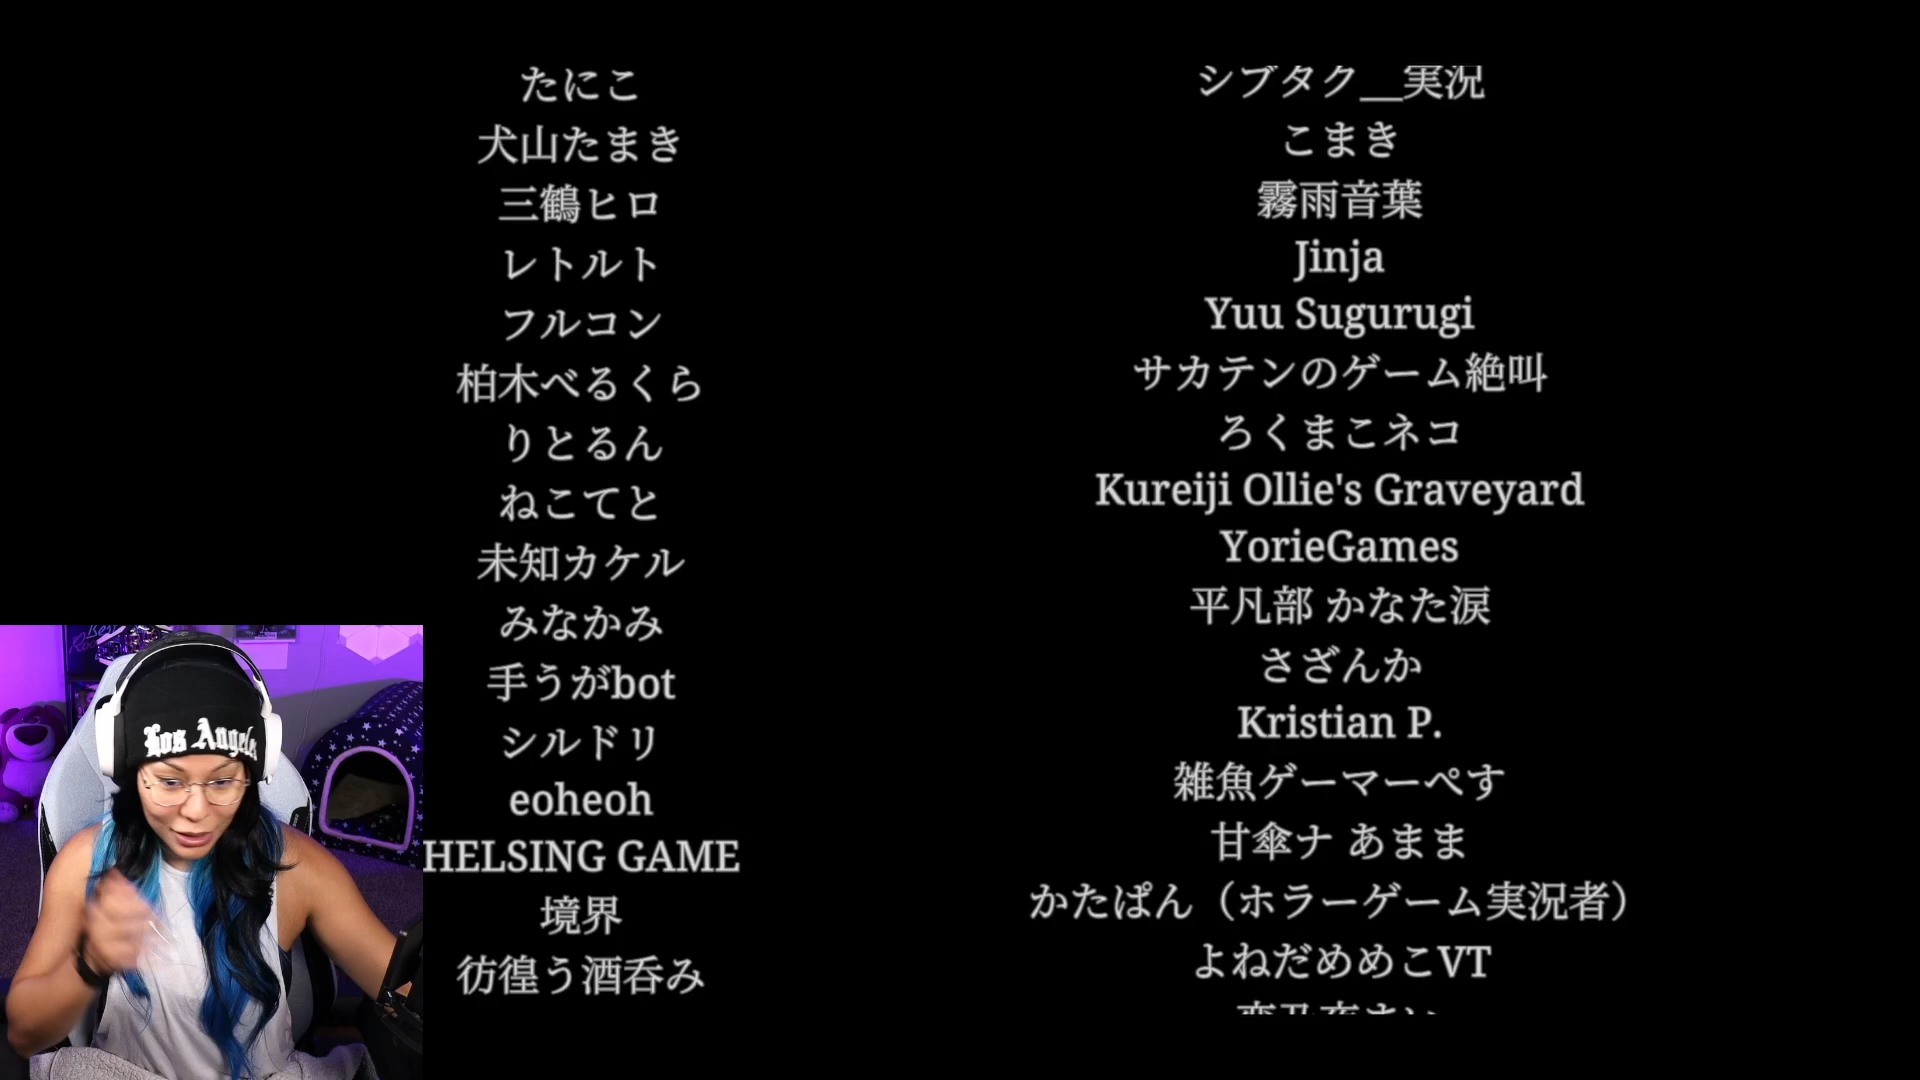 たにこ
犬山たまき
三鶴ヒロ
レトルト
フルコン
柏木べるくら
りとるん
ねこてと
未知カケル
みなかみ
手うがbot
シルドリ
eoheoh
HELSING GAME
境界
彷徨う酒呑み
シブタク__実況
こまき
霧雨音葉
Jinja
Yuu Sugurugi
サカテンのゲーム絶叫
ろくまこネコ
Kureiji Ollie's Graveyard
YorieGames
平凡部 かなた涙
さざんか
Kristian P.
雑魚ゲーマーぺす
甘傘ナ あまま
かたぱん（ホラーゲーム実況者）
よねだめめこVT
Los Angeles